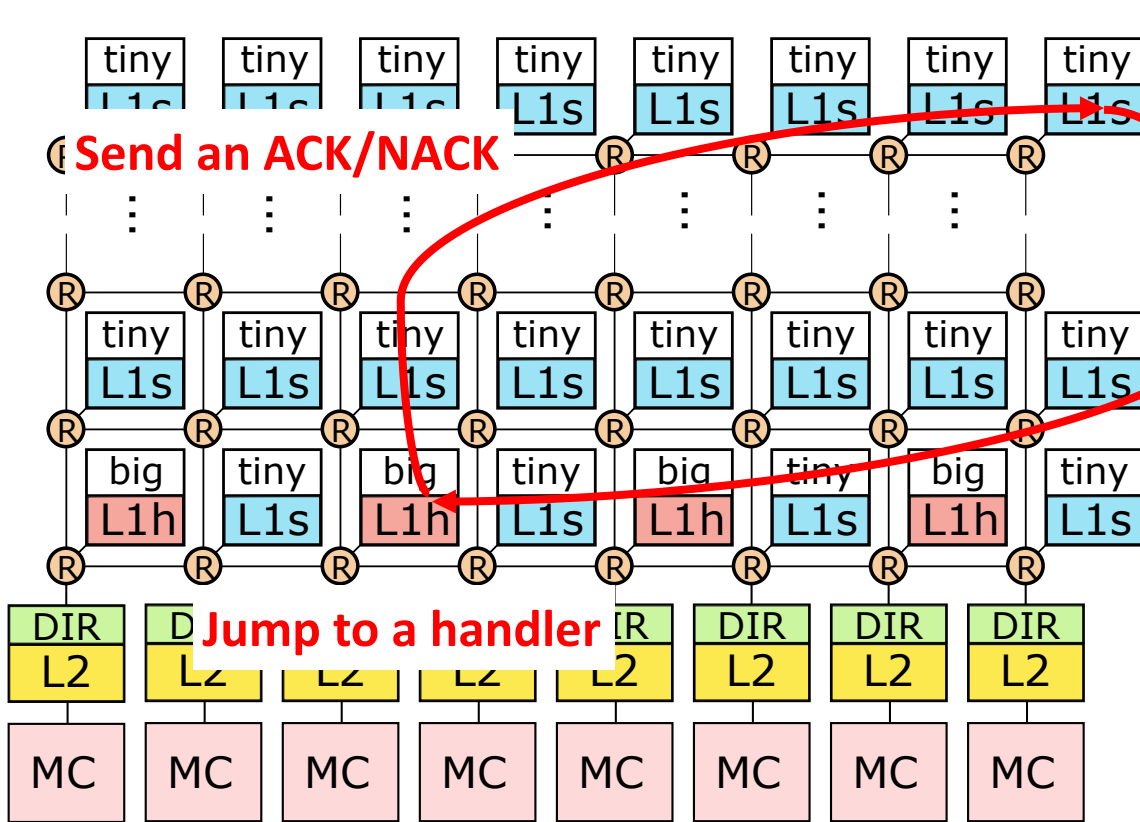 tiny tiny tiny tiny tiny tiny tiny tiny
L1s L1s L1s L1s L1s L1s L1s L1s
Send an ACK/NACK
R R R R
R R R R R R R R
tiny tiny tiny tiny tiny tiny tiny tiny
L1s L1s L1s L1s L1s L1s L1s L1s
R R R R R R R R
big tiny big tiny big tiny big tiny
L1h L1s L1h L1s L1h L1s L1h L1s
R R R R R R R R
Jump to a handler
DIR DIR DIR DIR
L2 L2 L2 L2 L2 L2 L2 L2
MC MC MC MC MC MC MC MC